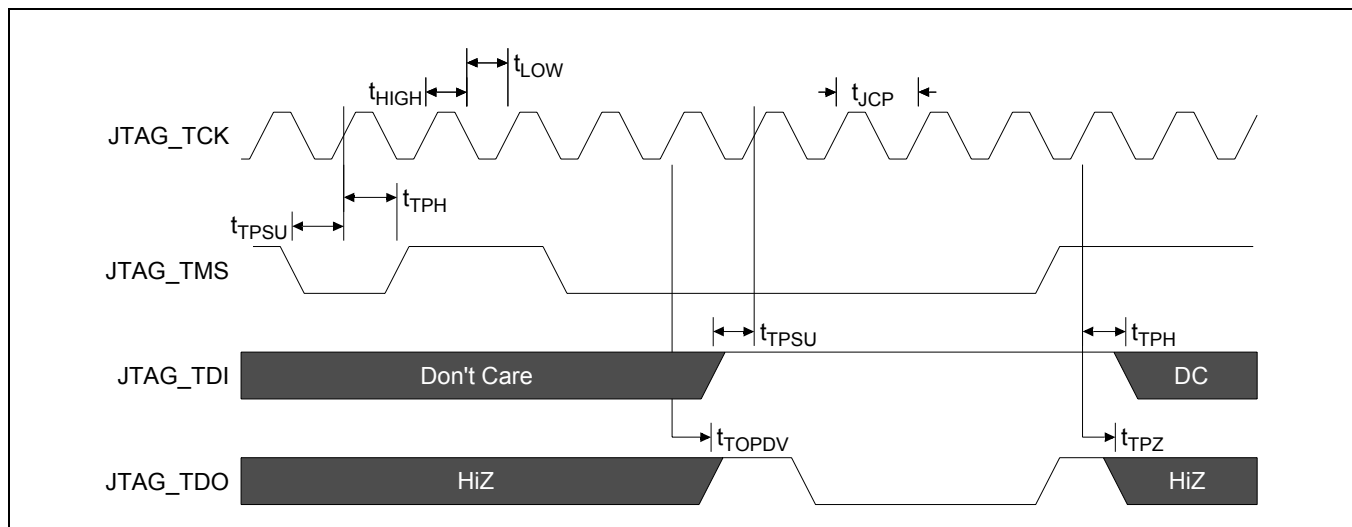 tLOW
tHIGH
tJCP
JTAG_TCK
tTPH
tTPSU
JTAG_TMS
tTPSU
tTPH
JTAG_TDI
Don't Care
DC
tTOPDV
tTPZ
JTAG_TDO
HiZ
HiZ